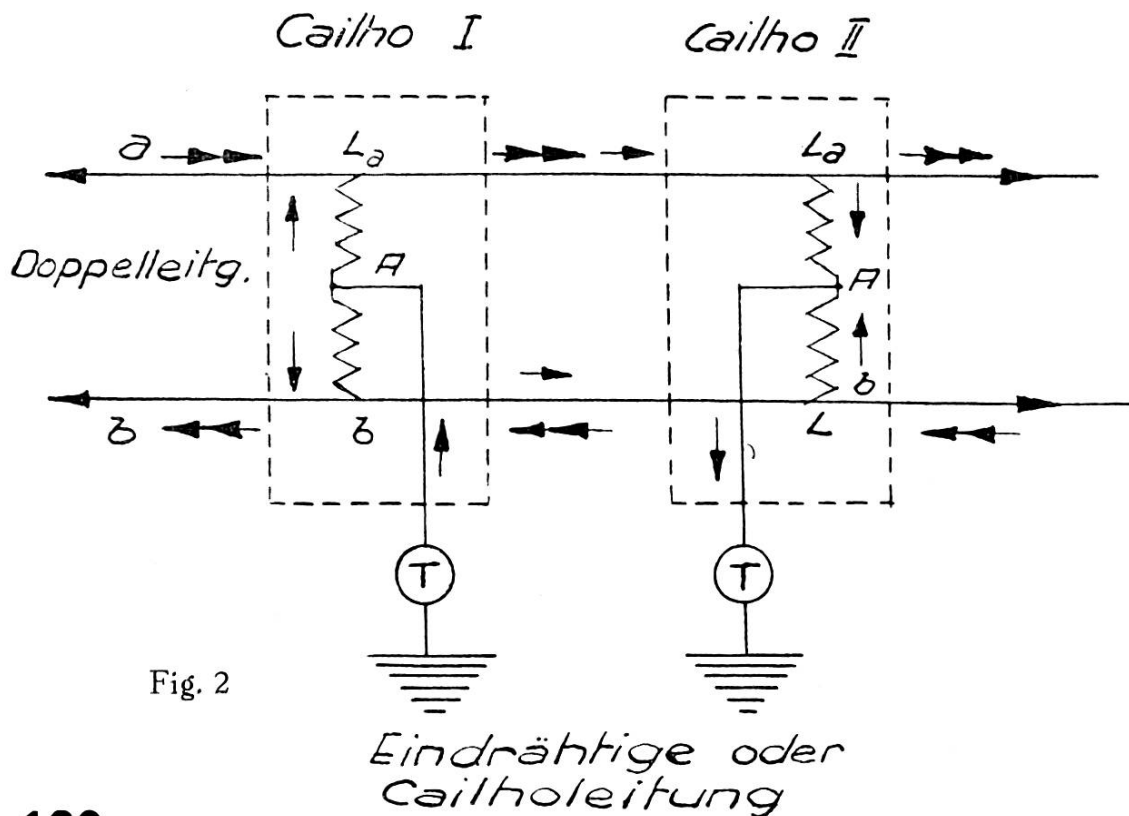 Cailho I
Cailho II
a
La
La
Doppelleitg.
A
A
b
b
b
L
T
T
Fig. 2
Eindrähtige oder
Cailholeitung